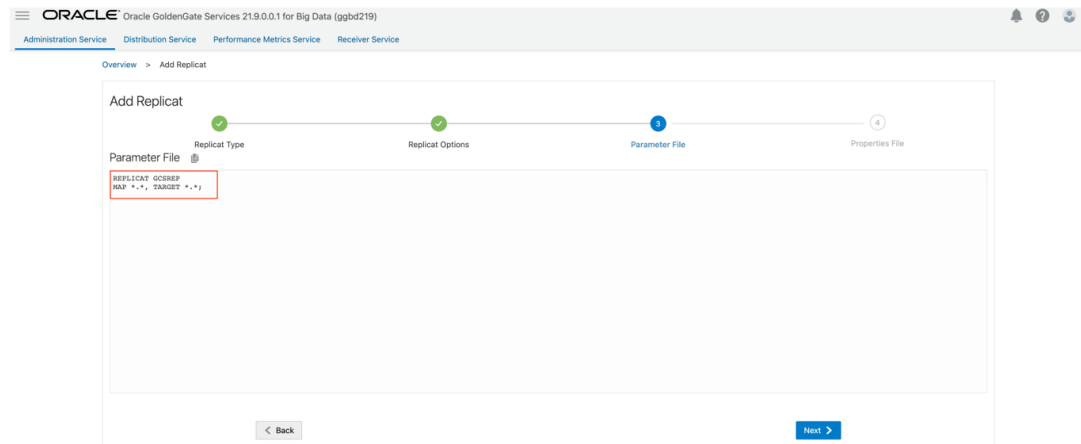 ORACLE Oracle GoldenGate Services 21.9.0.0.1 for Big Data (ggbd219)
Administration Service Distribution Service Performance Metrics Service Receiver Service
Overview > Add Replicat
Add Replicat
3 4
Replicat Type Replicat Options Parameter File Properties File
Parameter File
REPLICAT GCSREP
MAP *.*, TARGET *.*;
< Back Next >